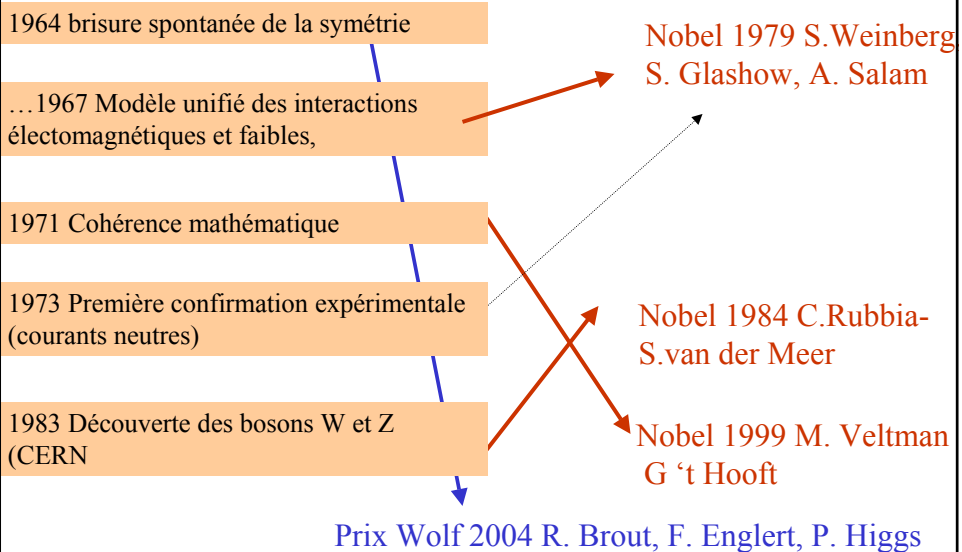 1964 brisure spontanée de la symétrie
…1967 Modèle unifié des interactions
électomagnétiques et faibles,
1971 Cohérence mathématique
1973 Première confirmation expérimentale
(courants neutres)
1983 Découverte des bosons W et Z
(CERN
Nobel 1979 S.Weinberg,
S. Glashow, A. Salam
Nobel 1984 C.Rubbia-
S.van der Meer
Nobel 1999 M. Veltman
G ‘t Hooft
Prix Wolf 2004 R. Brout, F. Englert, P. Higgs